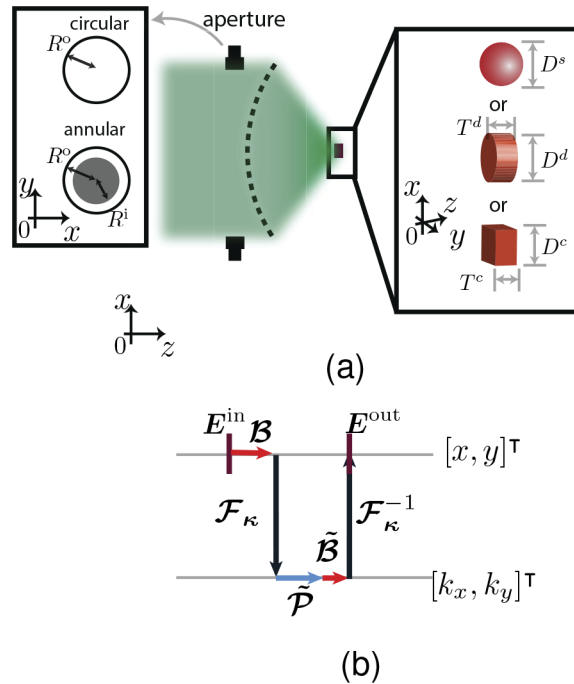 circular
aperture
R^o
D^s
or
annular
T^d
D^d
R^o
or
y
x
z
0
x
R^i
0
y
D^c
T^c
x
0
z
(a)
E^in
B
E^out
[x, y]^T
F_κ
F_κ^{-1}
B̃
[k_x, k_y]^T
P̃
(b)